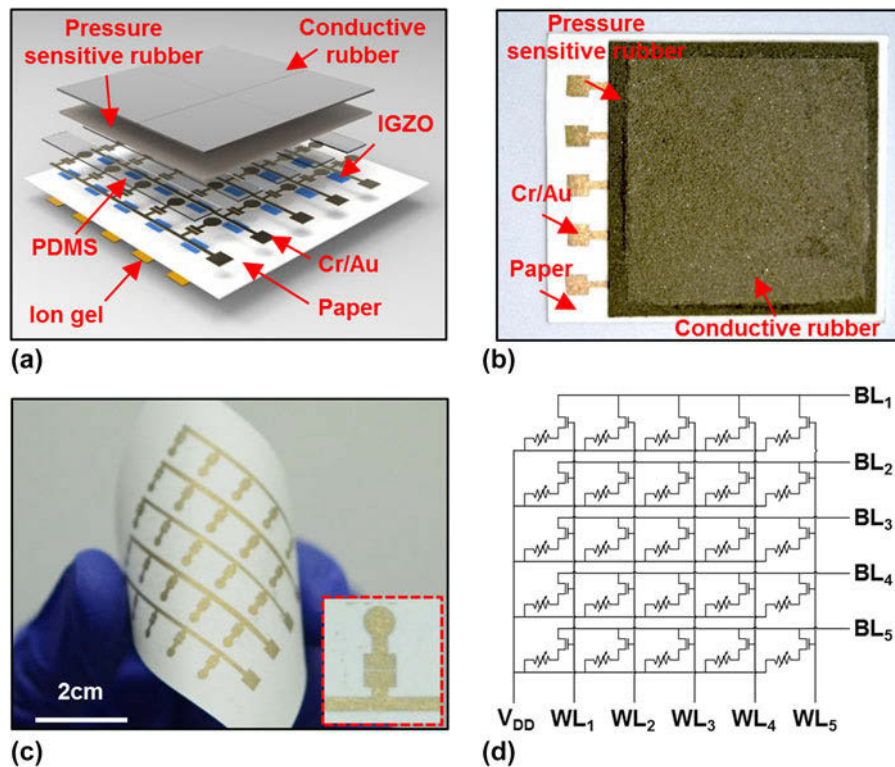 Pressure
sensitive rubber
Conductive
rubber
IGZO
PDMS
Cr/Au
Ion gel
Paper
(a)
Pressure
sensitive rubber
Cr/Au
Paper
Conductive rubber
(b)
2cm
(c)
BL₁
BL₂
BL₃
BL₄
BL₅
V_DD WL₁ WL₂ WL₃ WL₄ WL₅
(d)